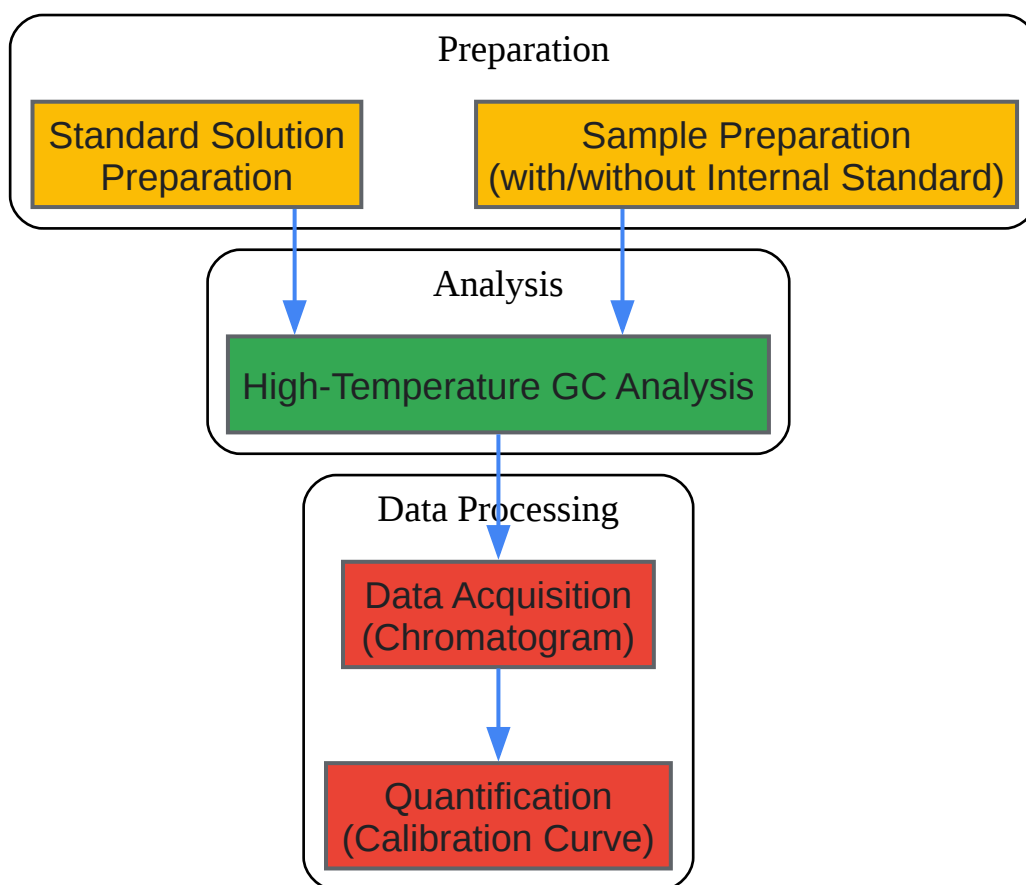 Preparation
Standard Solution
Preparation
Sample Preparation
(with/without Internal Standard)
Analysis
High-Temperature GC Analysis
Data Processing
Data Acquisition
(Chromatogram)
Quantification
(Calibration Curve)